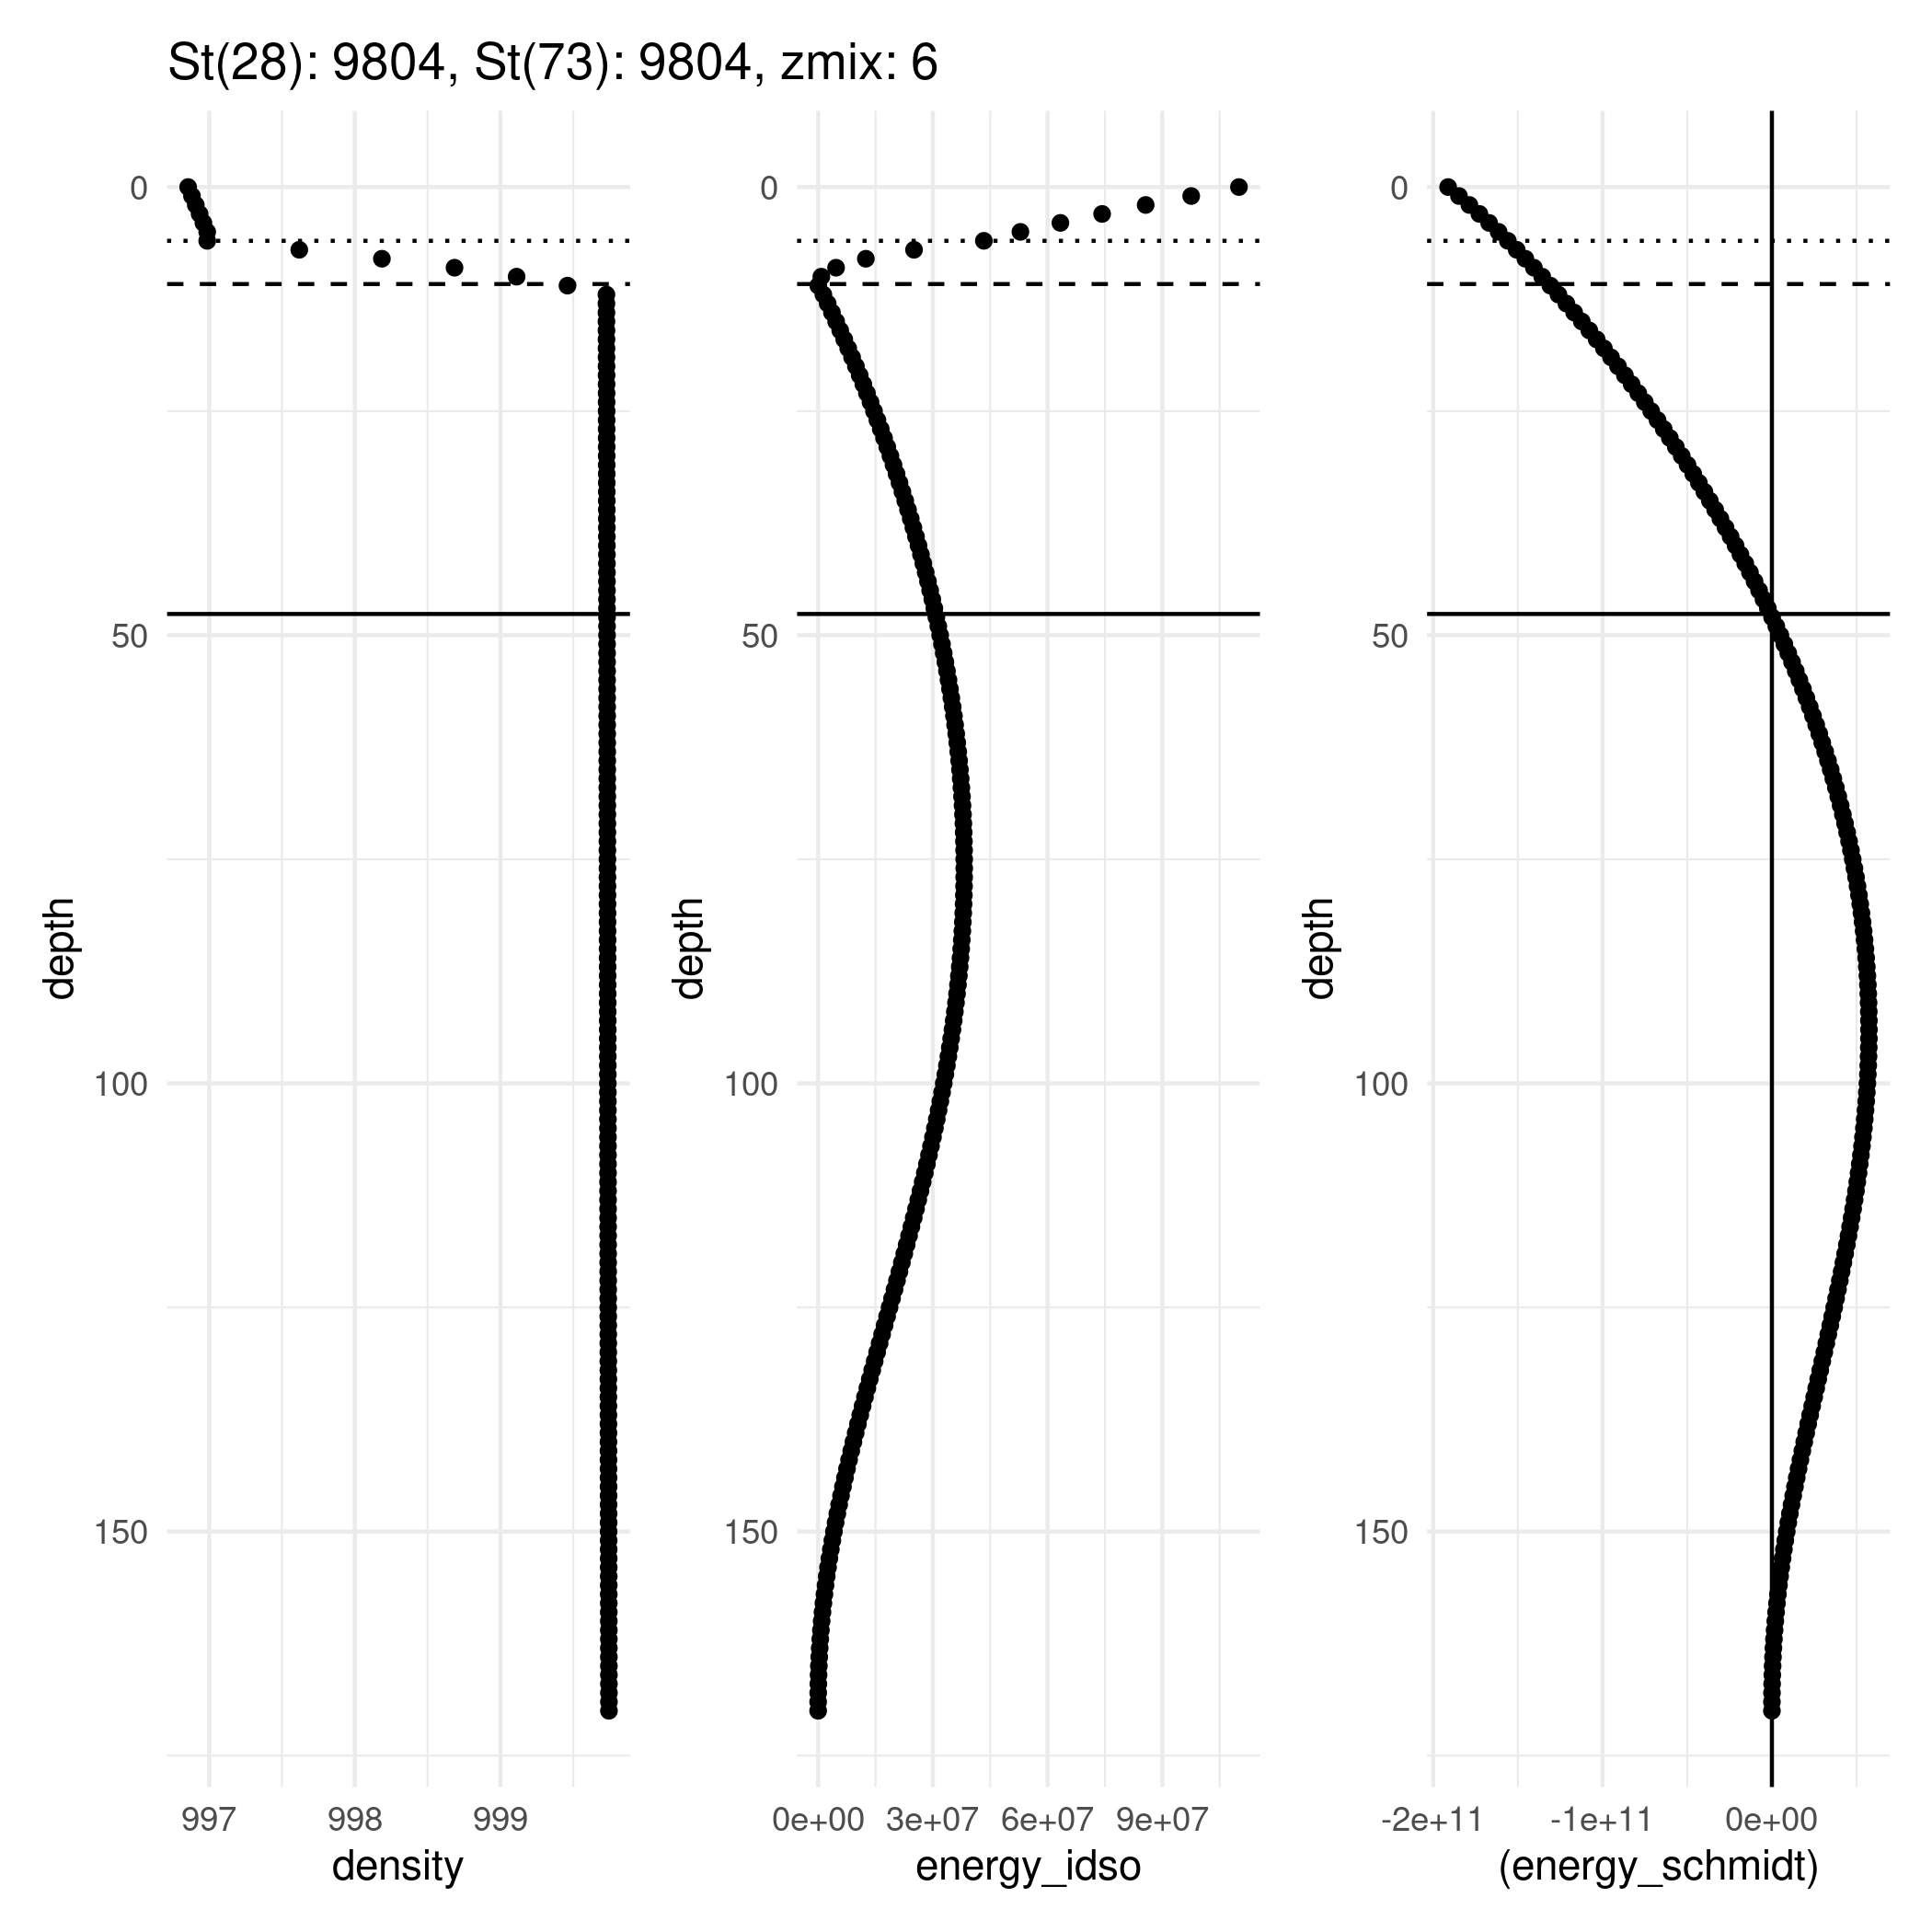 St(28): 9804, St(73): 9804, zmix: 6
0
50
100
150
depth
997 998 999
density
0
50
100
150
depth
0e+00 3e+07 6e+07 9e+07
energy_idso
0
50
100
150
depth
-2e+11 -1e+11 0e+00
(energy_schmidt)